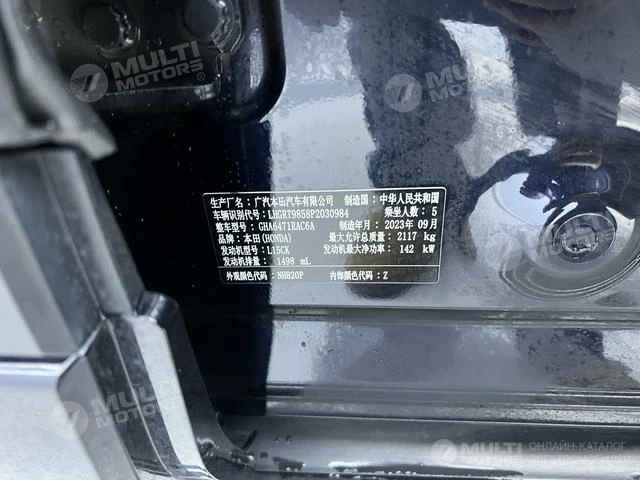 MULTI MOTORS®
MULTI MOTORS
生产厂名：广汽本田汽车有限公司 制造国：中华人民共和国
车辆识别代号：LHGRT9858P2030984 乘坐人数：5
整车型号：GHA6471RAC6A 制造年月：2023年09月
品牌：本田(HONDA) 最大允许总质量：2117 kg
发动机型号：L15CK 发动机最大净功率：142 kW
发动机排量：1498 mL
外观颜色代码：NH820P 内饰颜色代码：Z
MULTI MOTORS
MULTI ОНЛАЙН-КАТАЛОГ